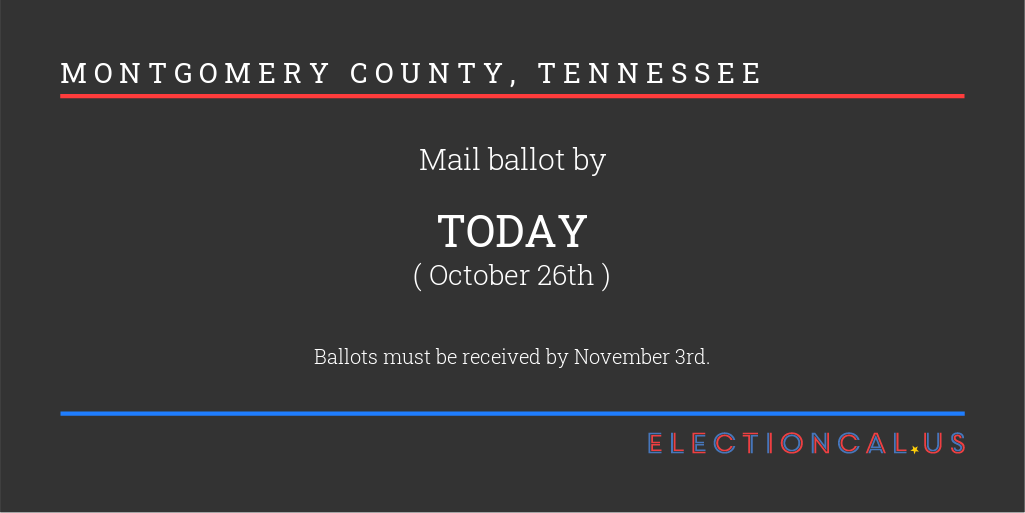 MONTGOMERY COUNTY, TENNESSEE
Mail ballot by
TODAY
( October 26th )
Ballots must be received by November 3rd.
ELECTIONCAL.US